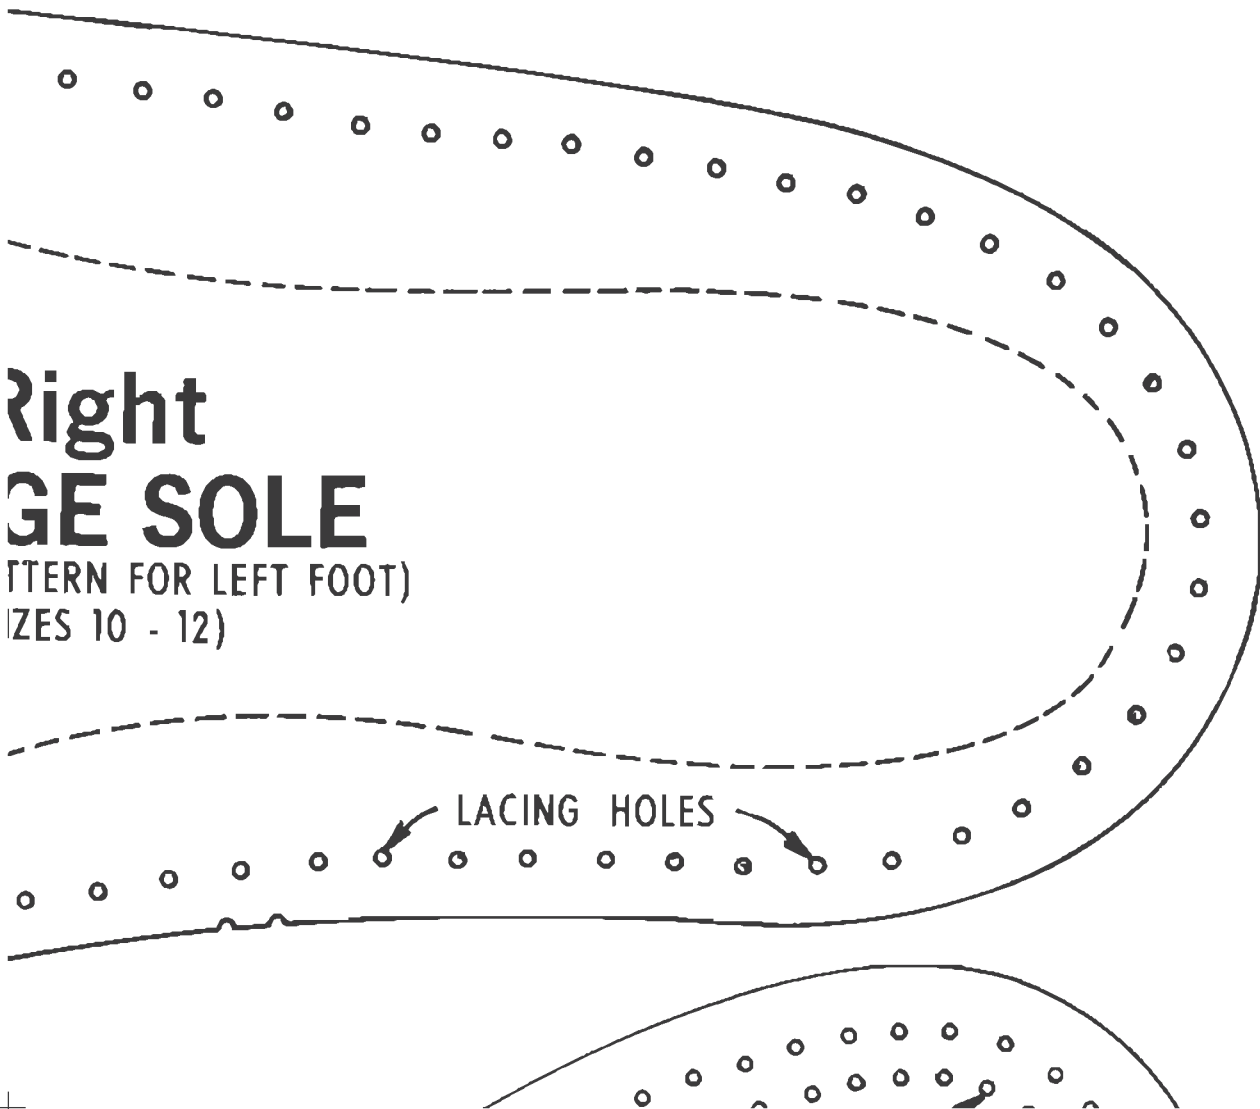 Right
GE SOLE
TTERN FOR LEFT FOOT)
IZES 10 - 12)
LACING HOLES